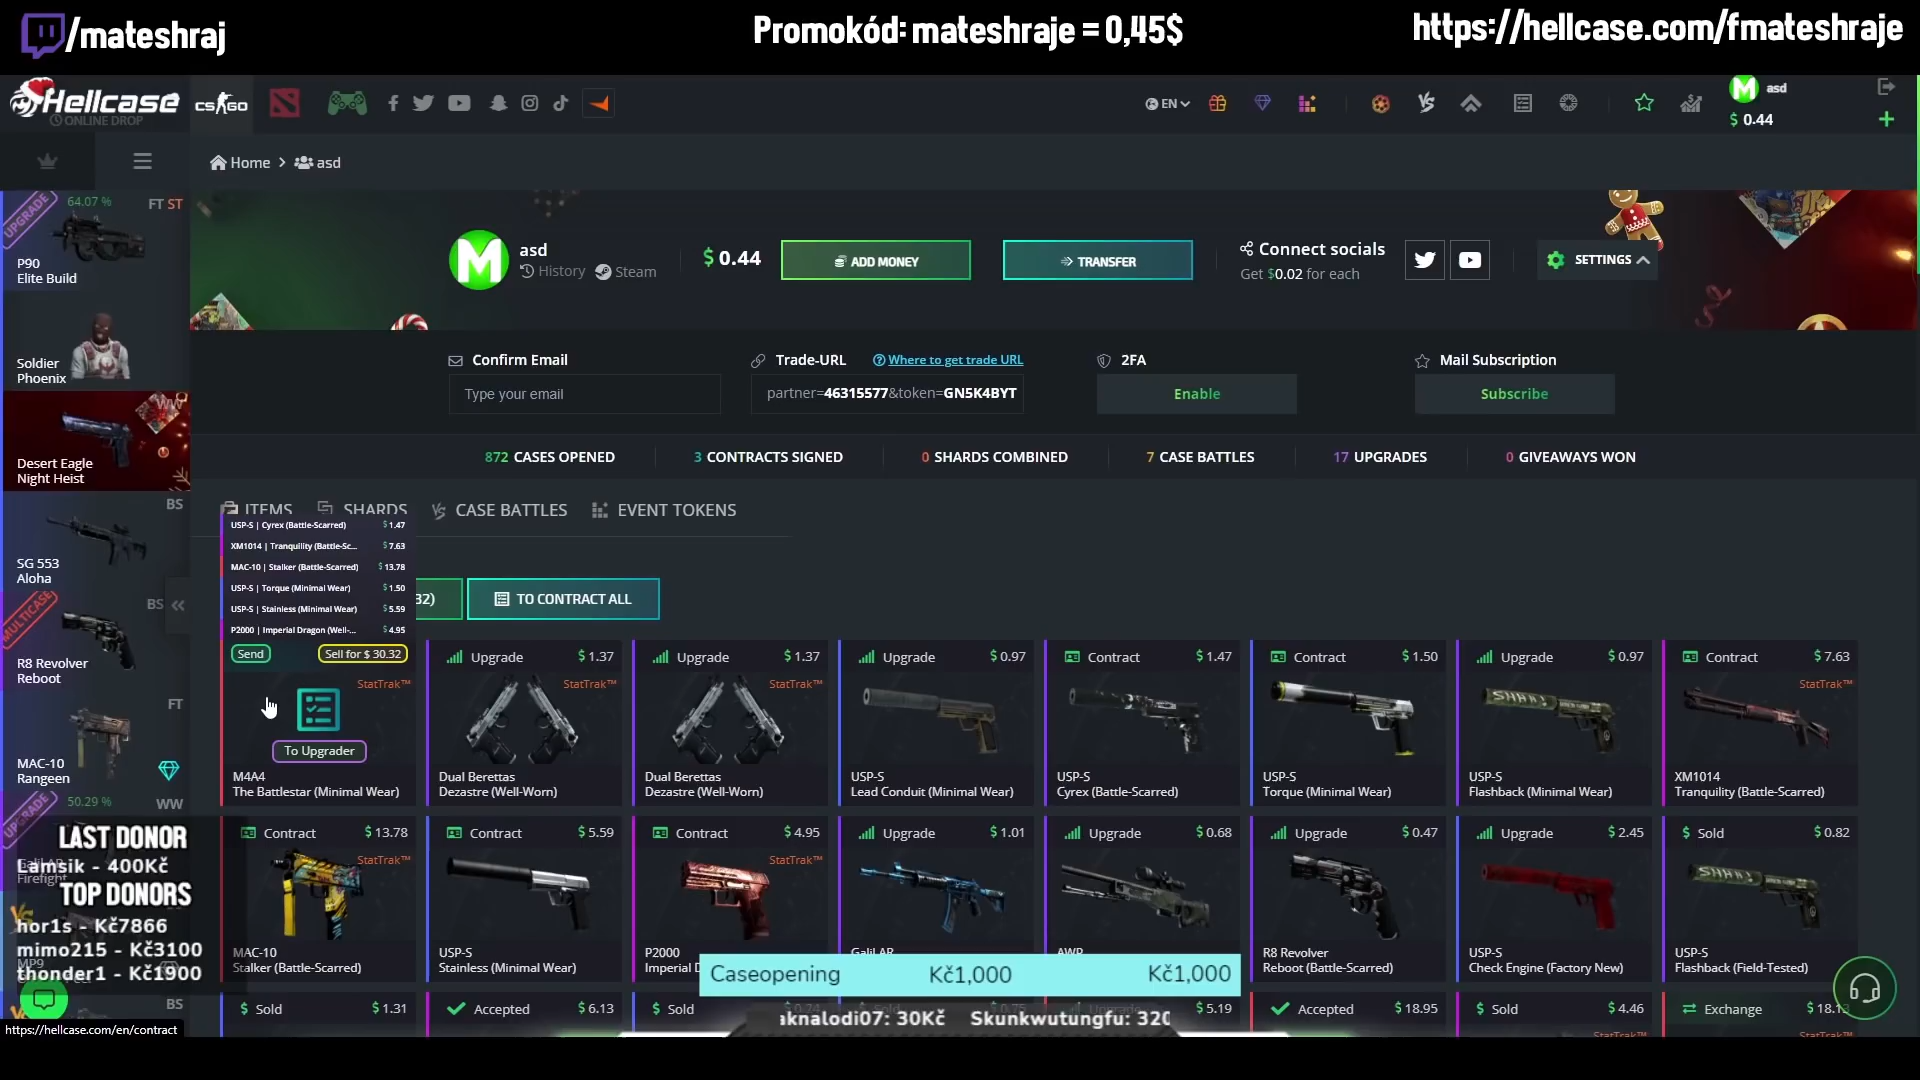 /mateshraj
Promokód: mateshraje = 0,45$
https://hellcase.com/fmateshraje
Hellcase
ONLINE DROP
CS:GO
EN
asd
$ 0.44
Home > asd
64.07 %
FT ST
UPGRADE
P90
Elite Build
Soldier
Phoenix
WW
Desert Eagle
Night Heist
BS
SG 553
Aloha
BS
MULTICASE
R8 Revolver
Reboot
FT
MAC-10
Rangeen
50.29 %
WW
UPGRADE
Galil AR
Firefight
MP9
BS
asd
History
Steam
$ 0.44
ADD MONEY
TRANSFER
Connect socials
Get $0.02 for each
SETTINGS
Confirm Email
Type your email
Trade-URL
Where to get trade URL
partner=46315577&token=GN5K4BYT
2FA
Enable
Mail Subscription
Subscribe
872 CASES OPENED
3 CONTRACTS SIGNED
0 SHARDS COMBINED
7 CASE BATTLES
17 UPGRADES
0 GIVEAWAYS WON
ITEMS
SHARDS
CASE BATTLES
EVENT TOKENS
USP-S | Cyrex (Battle-Scarred) $ 1.47
XM1014 | Tranquility (Battle-Sc... $ 7.63
MAC-10 | Stalker (Battle-Scarred) $ 13.78
USP-S | Torque (Minimal Wear) $ 1.50
USP-S | Stainless (Minimal Wear) $ 5.59
P2000 | Imperial Dragon (Well-... $ 4.95
32)
TO CONTRACT ALL
Send
Sell for $ 30.32
StatTrak™
To Upgrader
M4A4
The Battlestar (Minimal Wear)
Upgrade $ 1.37
StatTrak™
Dual Berettas
Dezastre (Well-Worn)
Upgrade $ 1.37
StatTrak™
Dual Berettas
Dezastre (Well-Worn)
Upgrade $ 0.97
USP-S
Lead Conduit (Minimal Wear)
Contract $ 1.47
USP-S
Cyrex (Battle-Scarred)
Contract $ 1.50
USP-S
Torque (Minimal Wear)
Upgrade $ 0.97
USP-S
Flashback (Minimal Wear)
Contract $ 7.63
StatTrak™
XM1014
Tranquility (Battle-Scarred)
Contract $ 13.78
StatTrak™
MAC-10
Stalker (Battle-Scarred)
Contract $ 5.59
USP-S
Stainless (Minimal Wear)
Contract $ 4.95
StatTrak™
P2000
Imperial D
Upgrade $ 1.01
Galil AR
Upgrade $ 0.68
AWP
Upgrade $ 0.47
R8 Revolver
Reboot (Battle-Scarred)
Upgrade $ 2.45
USP-S
Check Engine (Factory New)
Sold $ 0.82
USP-S
Flashback (Field-Tested)
Sold $ 1.31
Accepted $ 6.13
Sold
$ 5.19
Accepted $ 18.95
Sold $ 4.46
StatTrak™
Exchange
StatTrak™
LAST DONOR
Lamsik - 400Kč
TOP DONORS
hor1s - Kč7866
mimo215 - Kč3100
thonder1 - Kč1900
Caseopening Kč1,000 Kč1,000
aknalodi07: 30Kč Skunkwutungfu: 320
https://hellcase.com/en/contract